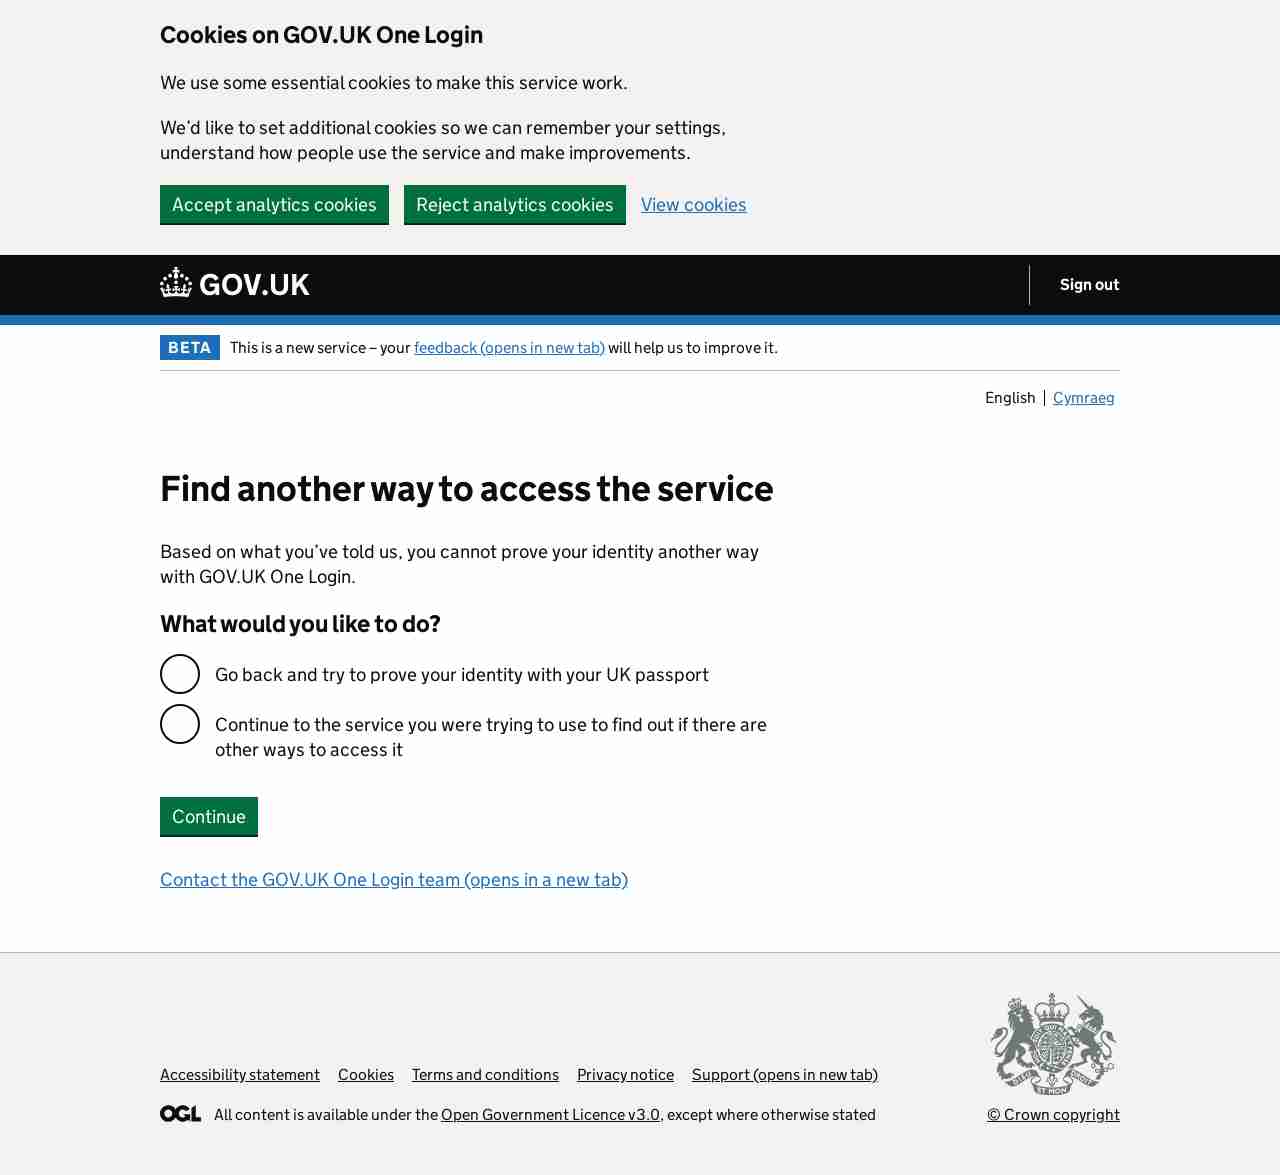 Cookies on GOV.UK One Login
We use some essential cookies to make this service work.
We’d like to set additional cookies so we can remember your settings,
understand how people use the service and make improvements.
Accept analytics cookies
Reject analytics cookies
View cookies
GOV.UK
Sign out
BETA
This is a new service – your feedback (opens in new tab) will help us to improve it.
English
Cymraeg
Find another way to access the service
Based on what you’ve told us, you cannot prove your identity another way
with GOV.UK One Login.
What would you like to do?
Go back and try to prove your identity with your UK passport
Continue to the service you were trying to use to find out if there are
other ways to access it
Continue
Contact the GOV.UK One Login team (opens in a new tab)
Accessibility statement
Cookies
Terms and conditions
Privacy notice
Support (opens in new tab)
OGL
All content is available under the Open Government Licence v3.0, except where otherwise stated
© Crown copyright